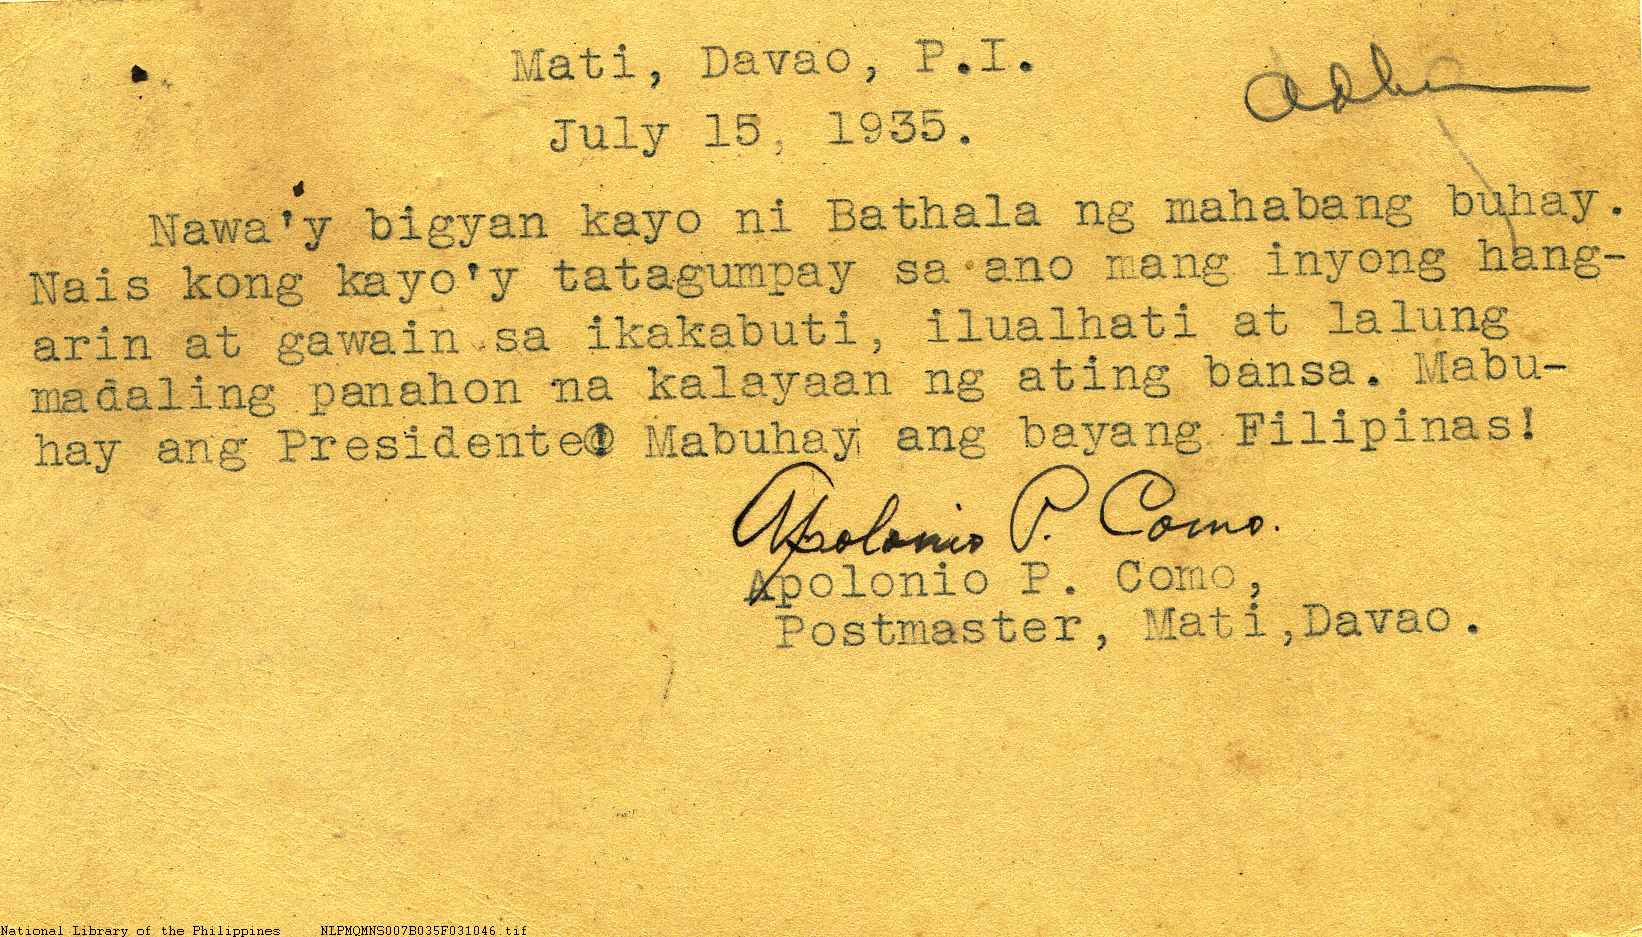 Mati, Davao, P.I.
July 15, 1935.
Nawa'y bigyan kayo ni Bathala ng mahabang buhay.
Nais kong kayo'y tatagumpay sa ano mang inyong hang-
arin at gawain sa ikakabuti, ilualhati at lalung
madaling panahon na kalayaan ng ating bansa. Mabu-
hay ang Presidente! Mabuhay ang bayang Filipinas!
Apolonio P. Como.
Apolonio P. Como,
Postmaster, Mati,Davao.
National Library of the Philippines NLPMQMNS007B035F031046.tif